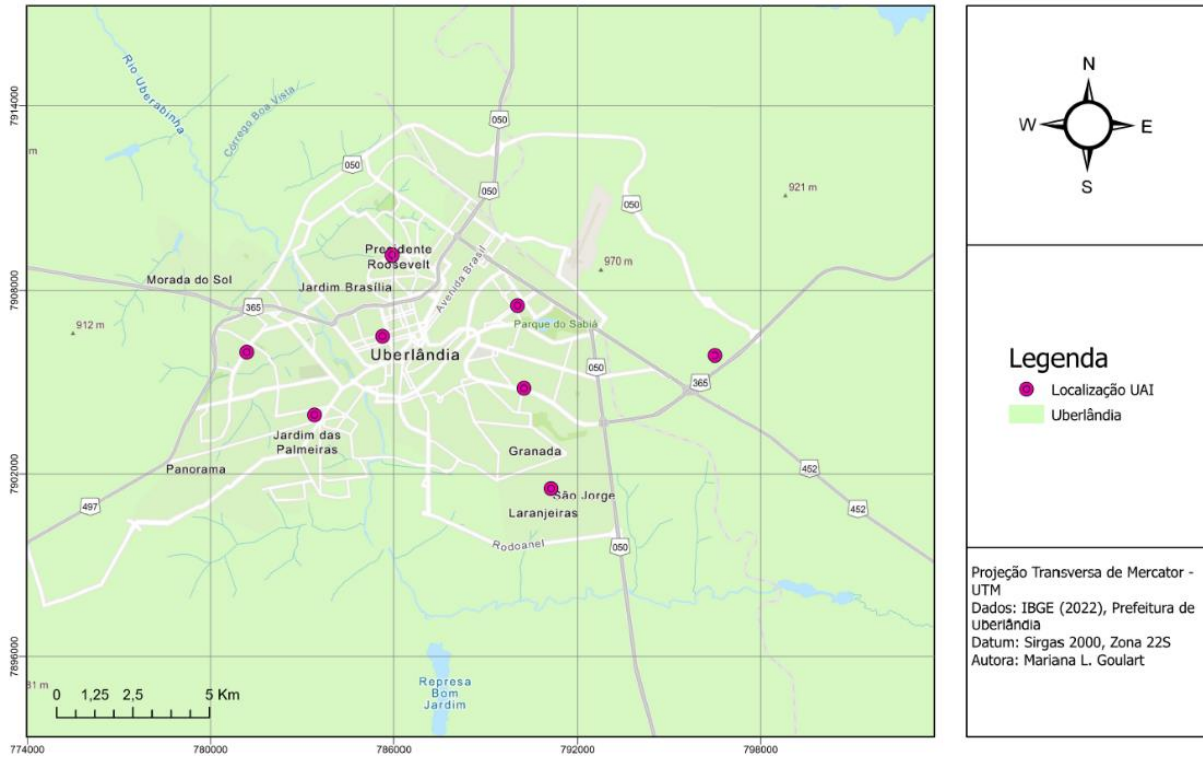 Rio Uberabinha
Córrego Boa Vista
7914000
m
050
050
050
050
921 m
Presidente
Roosevelt
Avenida Brasil
970 m
Morada do Sol
Jardim Brasília
7908000
365
Parque do Sabiá
912 m
Uberlândia
050
365
Jardim das
Palmeiras
Granada
Panorama
7902000
452
São Jorge
497
Laranjeiras
452
Rodoanel
050
7896000
Represa
Bom
Jardim
81 m
0 1,25 2,5 5 Km
774000 780000 786000 792000 798000
N
W E
S
Legenda
Localização UAI
Uberlândia
Projeção Transversa de Mercator -
UTM
Dados: IBGE (2022), Prefeitura de
Uberlândia
Datum: Sirgas 2000, Zona 22S
Autora: Mariana L. Goulart